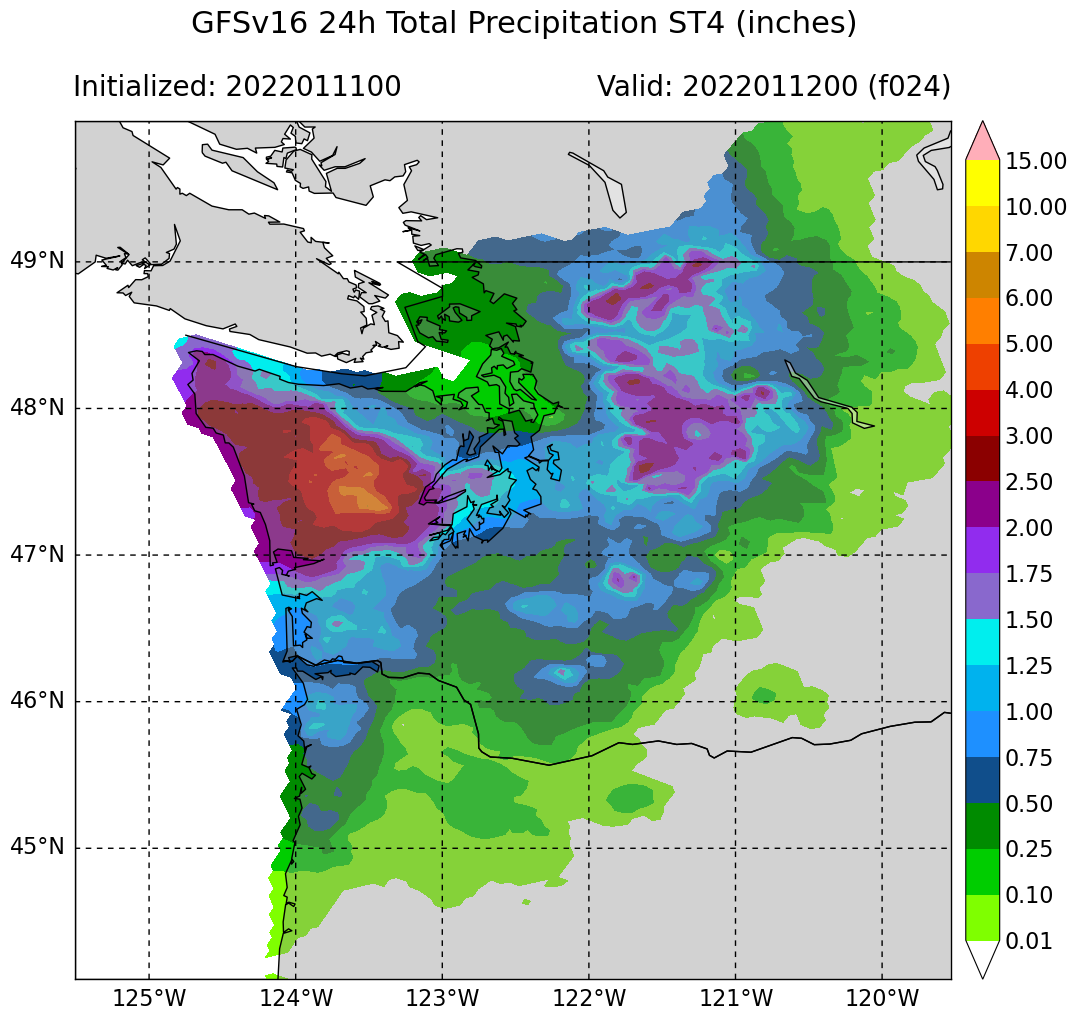 GFSv16 24h Total Precipitation ST4 (inches)
Initialized: 2022011100
Valid: 2022011200 (f024)
15.00
10.00
7.00
6.00
5.00
4.00
3.00
2.50
2.00
1.75
1.50
1.25
1.00
0.75
0.50
0.25
0.10
0.01
49°N
48°N
47°N
46°N
45°N
125°W
124°W
123°W
122°W
121°W
120°W